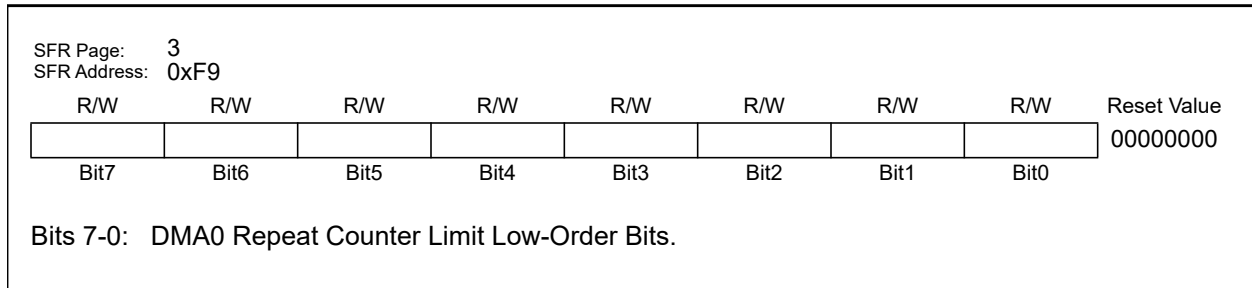 SFR Page: 3
SFR Address: 0xF9
R/W R/W R/W R/W R/W R/W R/W R/W Reset Value
00000000
Bit7 Bit6 Bit5 Bit4 Bit3 Bit2 Bit1 Bit0
Bits 7-0: DMA0 Repeat Counter Limit Low-Order Bits.